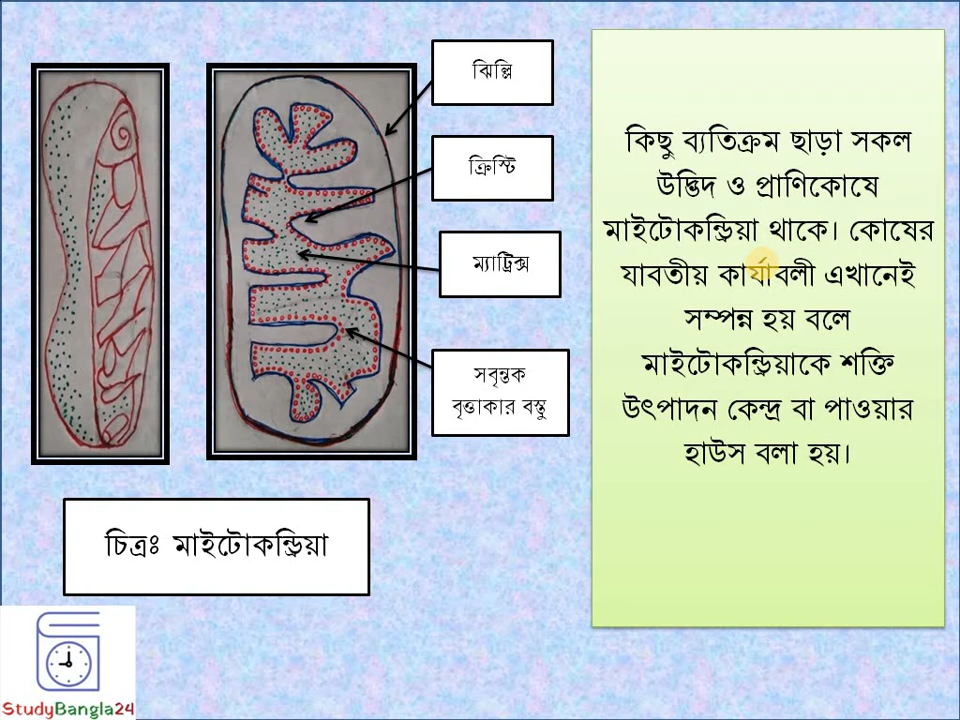 ঝিল্লি
ক্রিস্টি
ম্যাট্রিক্স
সবৃন্তক
বৃত্তাকার বস্তু
চিত্রঃ মাইটোকন্ড্রিয়া
কিছু ব্যতিক্রম ছাড়া সকল
উদ্ভিদ ও প্রাণিকোষে
মাইটোকন্ড্রিয়া থাকে। কোষের
যাবতীয় কার্যাবলী এখানেই
সম্পন্ন হয় বলে
মাইটোকন্ড্রিয়াকে শক্তি
উৎপাদন কেন্দ্র বা পাওয়ার
হাউস বলা হয়।
StudyBangla24